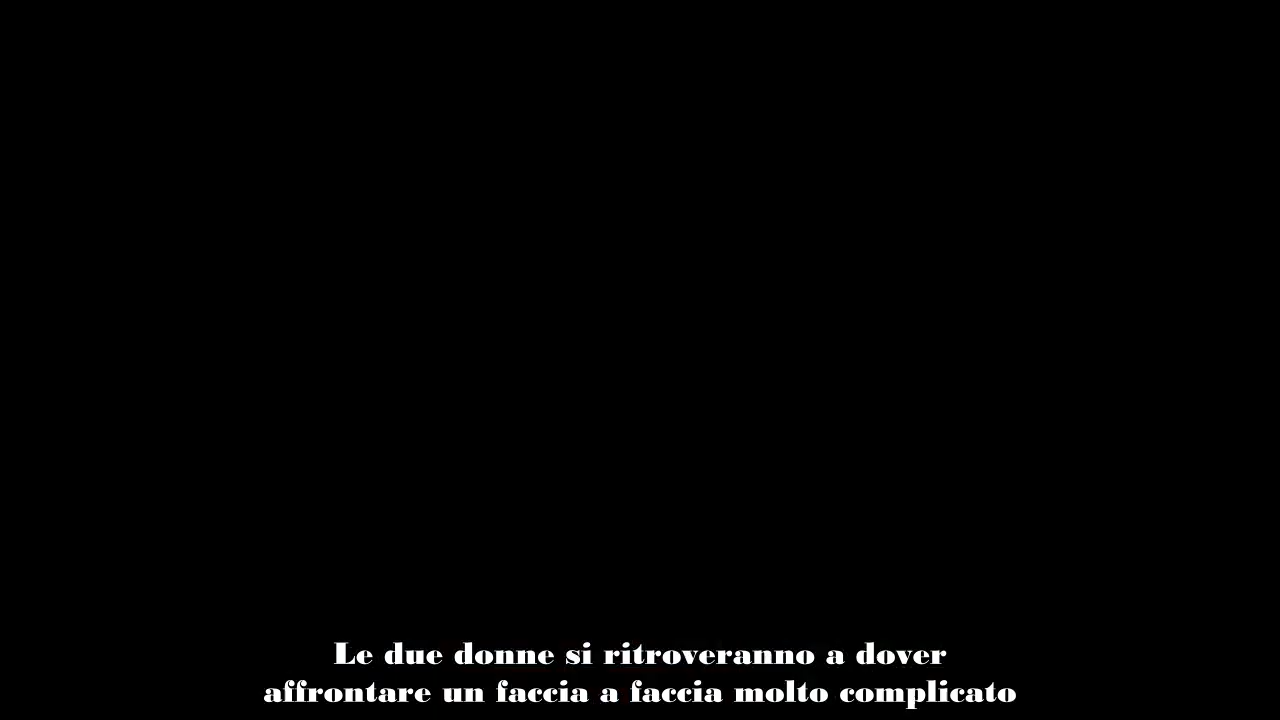 Le due donne si ritroveranno a dover
affrontare un faccia a faccia molto complicato